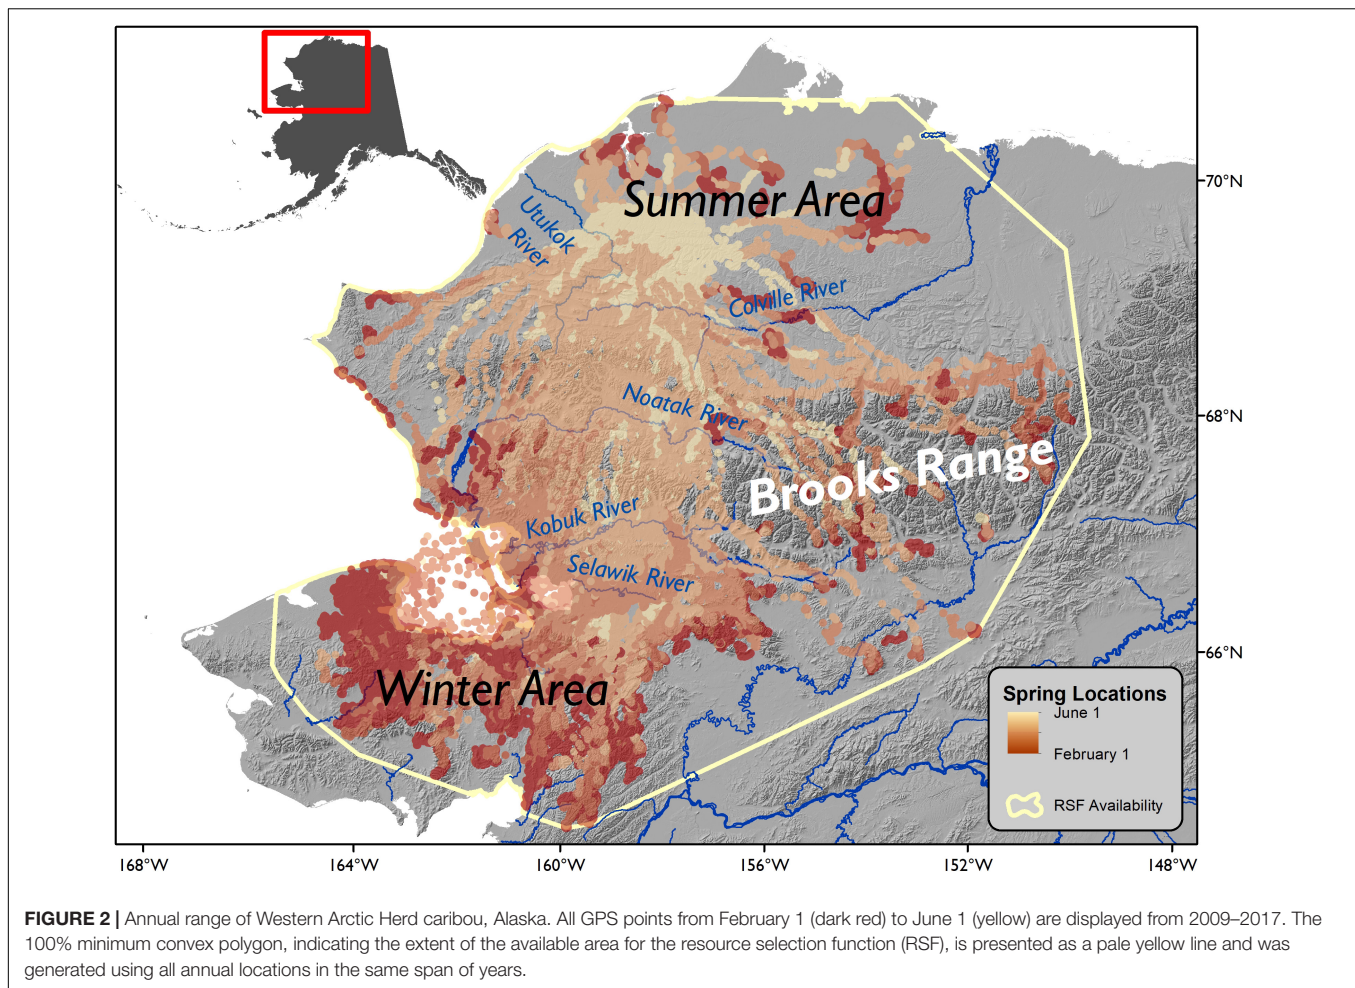 70°N
Summer Area
Utukok
River
Colville River
Noatak River
68°N
Brooks Range
Kobuk River
Selawik River
66°N
Winter Area
Spring Locations
June 1
February 1
RSF Availability
168°W
164°W
160°W
156°W
152°W
148°W
FIGURE 2 | Annual range of Western Arctic Herd caribou, Alaska. All GPS points from February 1 (dark red) to June 1 (yellow) are displayed from 2009–2017. The
100% minimum convex polygon, indicating the extent of the available area for the resource selection function (RSF), is presented as a pale yellow line and was
generated using all annual locations in the same span of years.